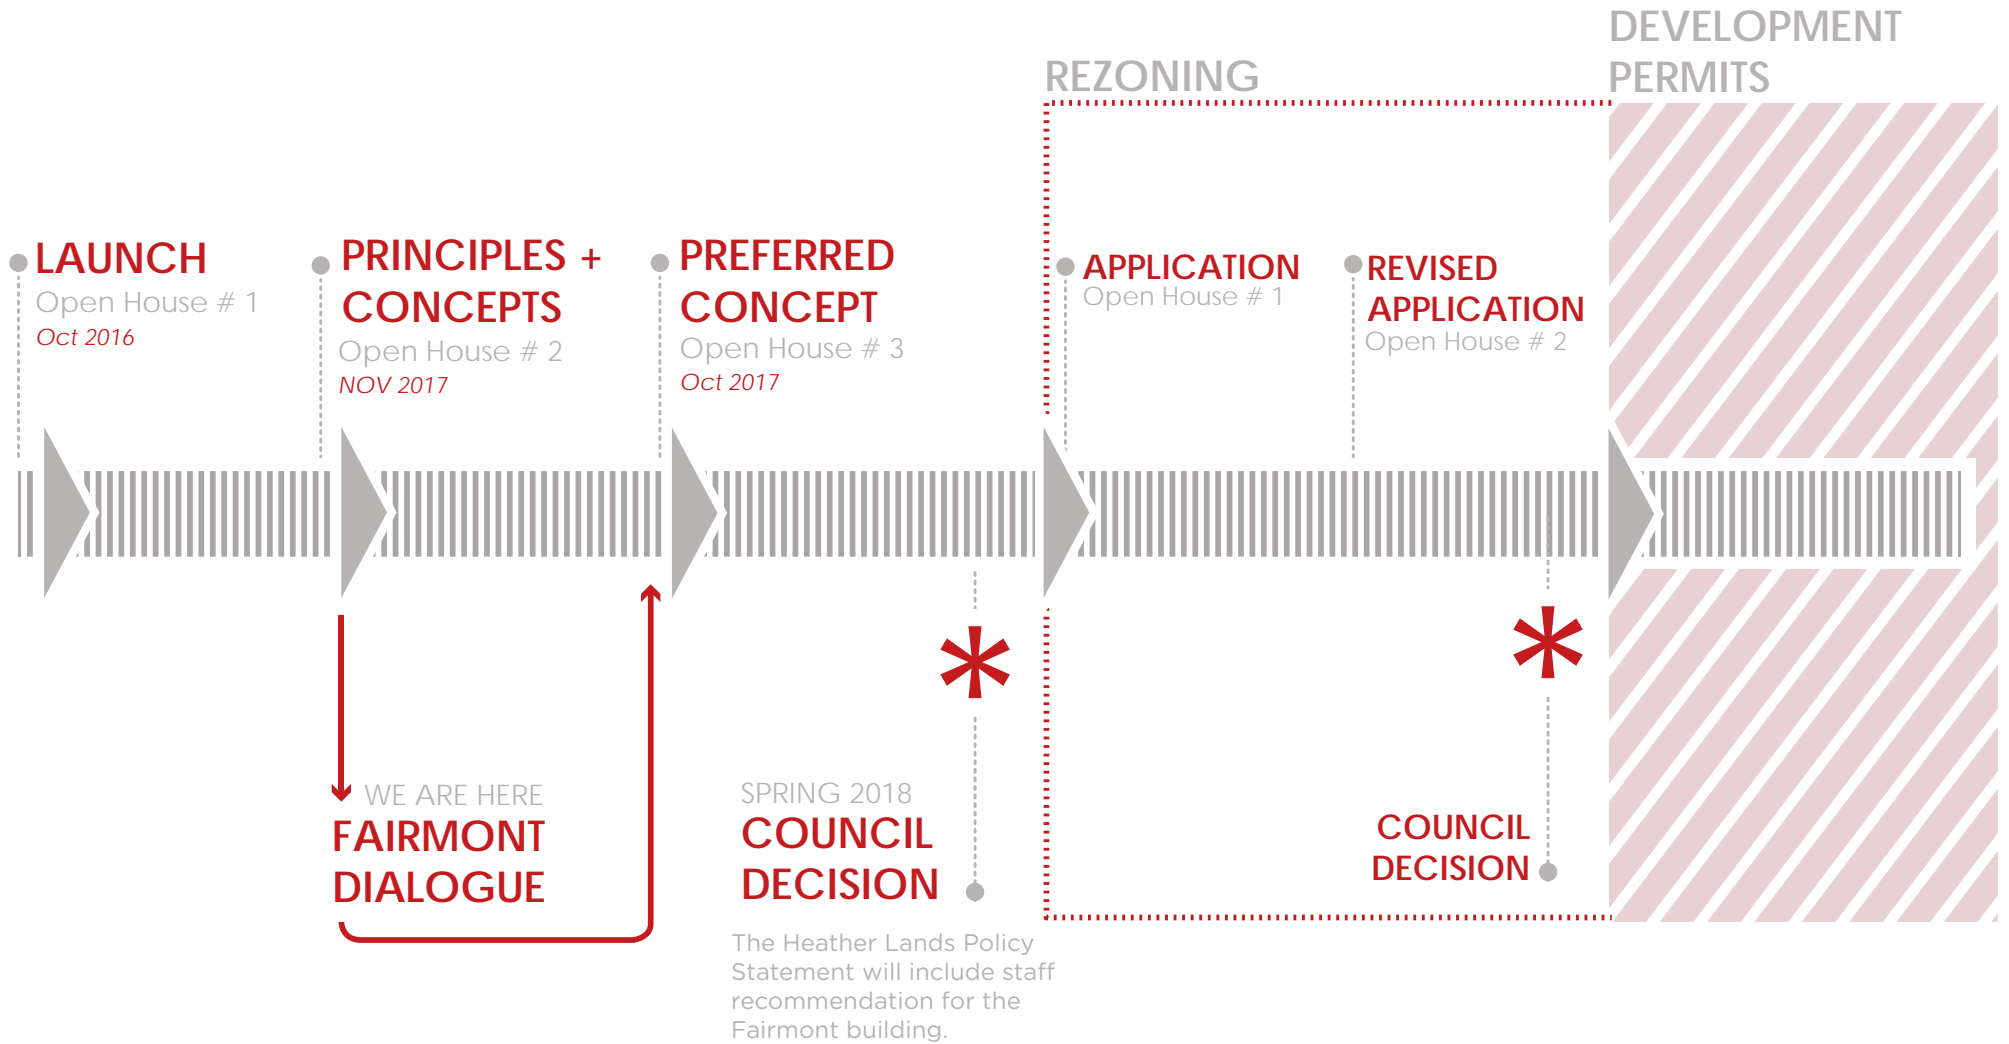 DEVELOPMENT
PERMITS
REZONING
LAUNCH
Open House # 1
Oct 2016
PRINCIPLES +
CONCEPTS
Open House # 2
NOV 2017
PREFERRED
CONCEPT
Open House # 3
Oct 2017
APPLICATION
Open House # 1
REVISED
APPLICATION
Open House # 2
WE ARE HERE
FAIRMONT
DIALOGUE
SPRING 2018
COUNCIL
DECISION
The Heather Lands Policy
Statement will include staff
recommendation for the
Fairmont building.
COUNCIL
DECISION